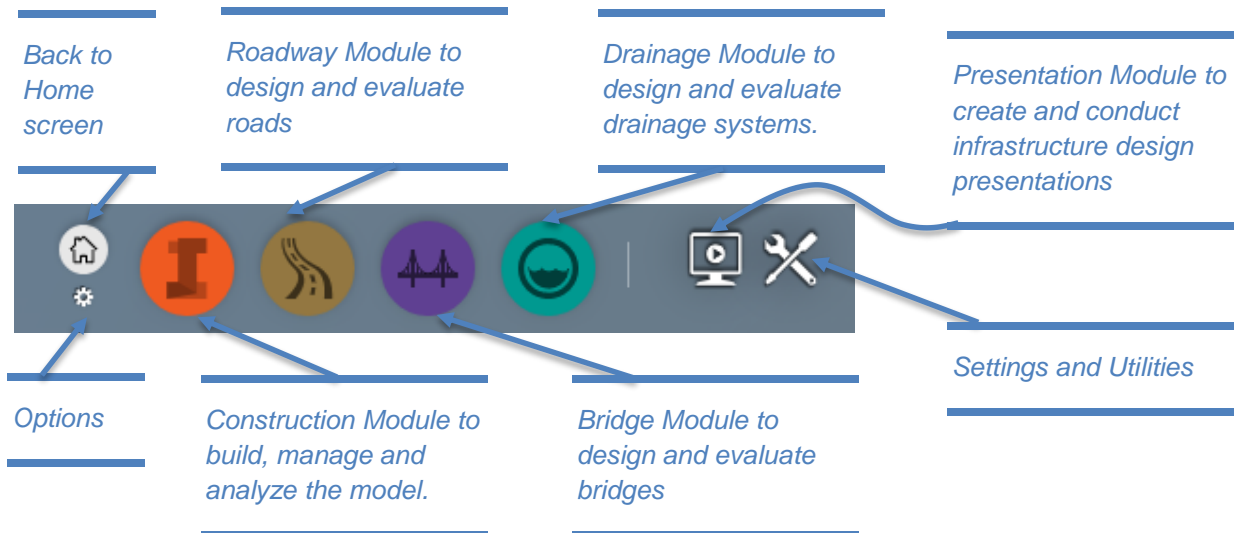 Back to
Home
screen
Roadway Module to
design and evaluate
roads
Drainage Module to
design and evaluate
drainage systems.
Presentation Module to
create and conduct
infrastructure design
presentations
Options
Construction Module to
build, manage and
analyze the model.
Bridge Module to
design and evaluate
bridges
Settings and Utilities